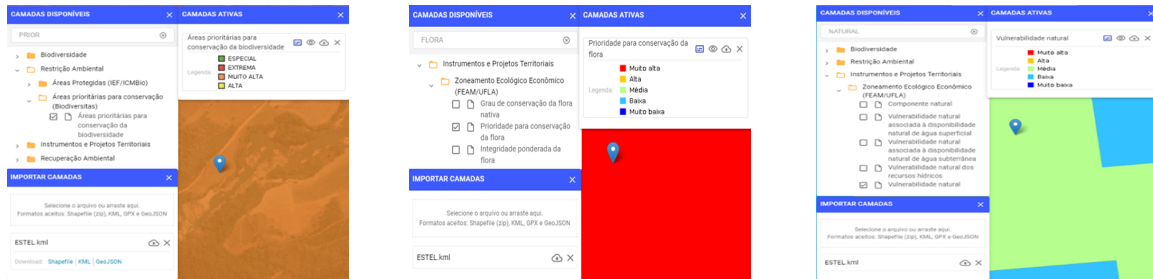 CAMADAS DISPONÍVEIS
CAMADAS ATIVAS
PRIOR
Biodiversidade
Restrição Ambiental
Áreas Protegidas (IEF/ICMBio)
Áreas prioritárias para conservação
(Biodiversitas)
Áreas prioritárias para
conservação da
biodiversidade
Instrumentos e Projetos Territoriais
Recuperação Ambiental
Áreas prioritárias para
conservação da biodiversidade
Legenda:
ESPECIAL
EXTREMA
MUITO ALTA
ALTA
IMPORTAR CAMADAS
Selecione o arquivo ou arraste aqui.
Formatos aceitos: Shapefile (zip), KML, GPX e GeoJSON
ESTEL.kml
Download: Shapefile | KML | GeoJSON
CAMADAS DISPONÍVEIS
CAMADAS ATIVAS
FLORA
Instrumentos e Projetos Territoriais
Zoneamento Ecológico Econômico
(FEAM/UFLA)
Grau de conservação da flora
nativa
Prioridade para conservação
da flora
Integridade ponderada da
flora
Prioridade para conservação da
flora
Legenda:
Muito alta
Alta
Média
Baixa
Muito baixa
IMPORTAR CAMADAS
Selecione o arquivo ou arraste aqui.
Formatos aceitos: Shapefile (zip), KML, GPX e GeoJSON
ESTEL.kml
CAMADAS DISPONÍVEIS
CAMADAS ATIVAS
NATURAL
Biodiversidade
Restrição Ambiental
Instrumentos e Projetos Territoriais
Zoneamento Ecológico Econômico
(FEAM/UFLA)
Componente natural
Vulnerabilidade natural
associada à disponibilidade
natural de água superficial
Vulnerabilidade natural
associada à disponibilidade
natural de água subterrânea
Vulnerabilidade natural dos
recursos hídricos
Vulnerabilidade natural
Vulnerabilidade natural
Legenda:
Muito alta
Alta
Média
Baixa
Muito baixa
IMPORTAR CAMADAS
Selecione o arquivo ou arraste aqui.
Formatos aceitos: Shapefile (zip), KML, GPX e GeoJSON
ESTEL.kml